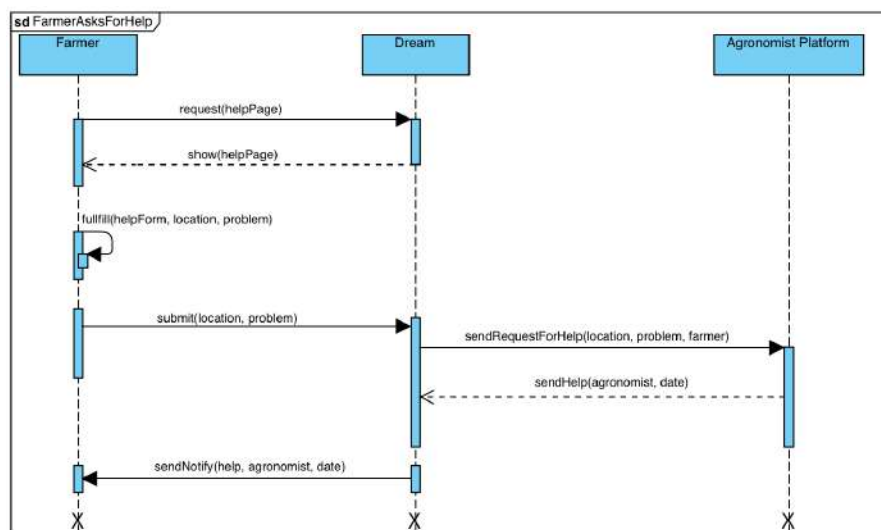 sd FarmerAsksForHelp
Farmer
Dream
Agronomist Platform
request(helpPage)
show(helpPage)
fullfill(helpForm, location, problem)
submit(location, problem)
sendRequestForHelp(location, problem, farmer)
sendHelp(agronomist, date)
sendNotify(help, agronomist, date)